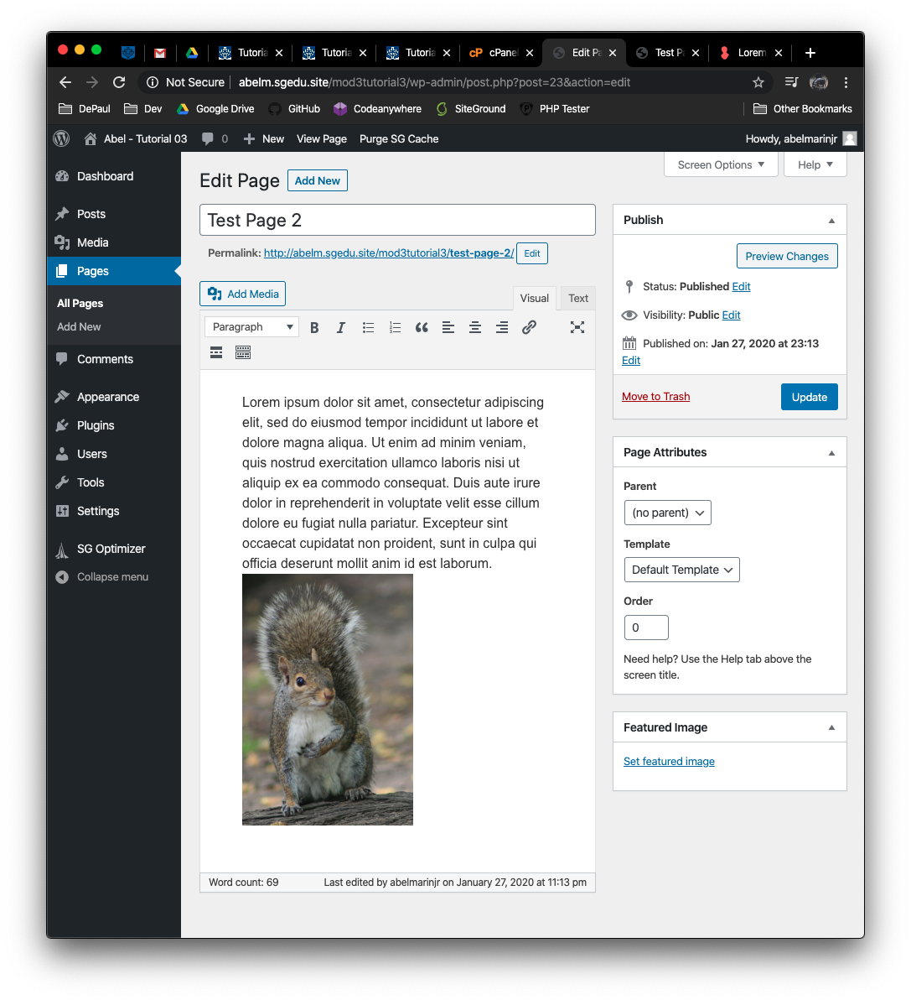 Tutoria
Tutoria
Tutoria
cP cPanel
Edit Pa
Test P
Lorem
Not Secure abelm.sgedu.site/mod3tutorial3/wp-admin/post.php?post=23&action=edit
DePaul Dev Google Drive GitHub Codeanywhere SiteGround PHP Tester Other Bookmarks
Abel - Tutorial 03 0 New View Page Purge SG Cache Howdy, abelmarinjr
Dashboard
Posts
Media
Pages
All Pages
Add New
Comments
Appearance
Plugins
Users
Tools
Settings
SG Optimizer
Collapse menu
Screen Options Help
Edit Page Add New
Test Page 2
Permalink: http://abelm.sgedu.site/mod3tutorial3/test-page-2/ Edit
Add Media
Visual Text
Paragraph B I
Lorem ipsum dolor sit amet, consectetur adipiscing
elit, sed do eiusmod tempor incididunt ut labore et
dolore magna aliqua. Ut enim ad minim veniam,
quis nostrud exercitation ullamco laboris nisi ut
aliquip ex ea commodo consequat. Duis aute irure
dolor in reprehenderit in voluptate velit esse cillum
dolore eu fugiat nulla pariatur. Excepteur sint
occaecat cupidatat non proident, sunt in culpa qui
officia deserunt mollit anim id est laborum.
Word count: 69 Last edited by abelmarinjr on January 27, 2020 at 11:13 pm
Publish
Preview Changes
Status: Published Edit
Visibility: Public Edit
Published on: Jan 27, 2020 at 23:13
Edit
Move to Trash Update
Page Attributes
Parent
(no parent)
Template
Default Template
Order
0
Need help? Use the Help tab above the
screen title.
Featured Image
Set featured image